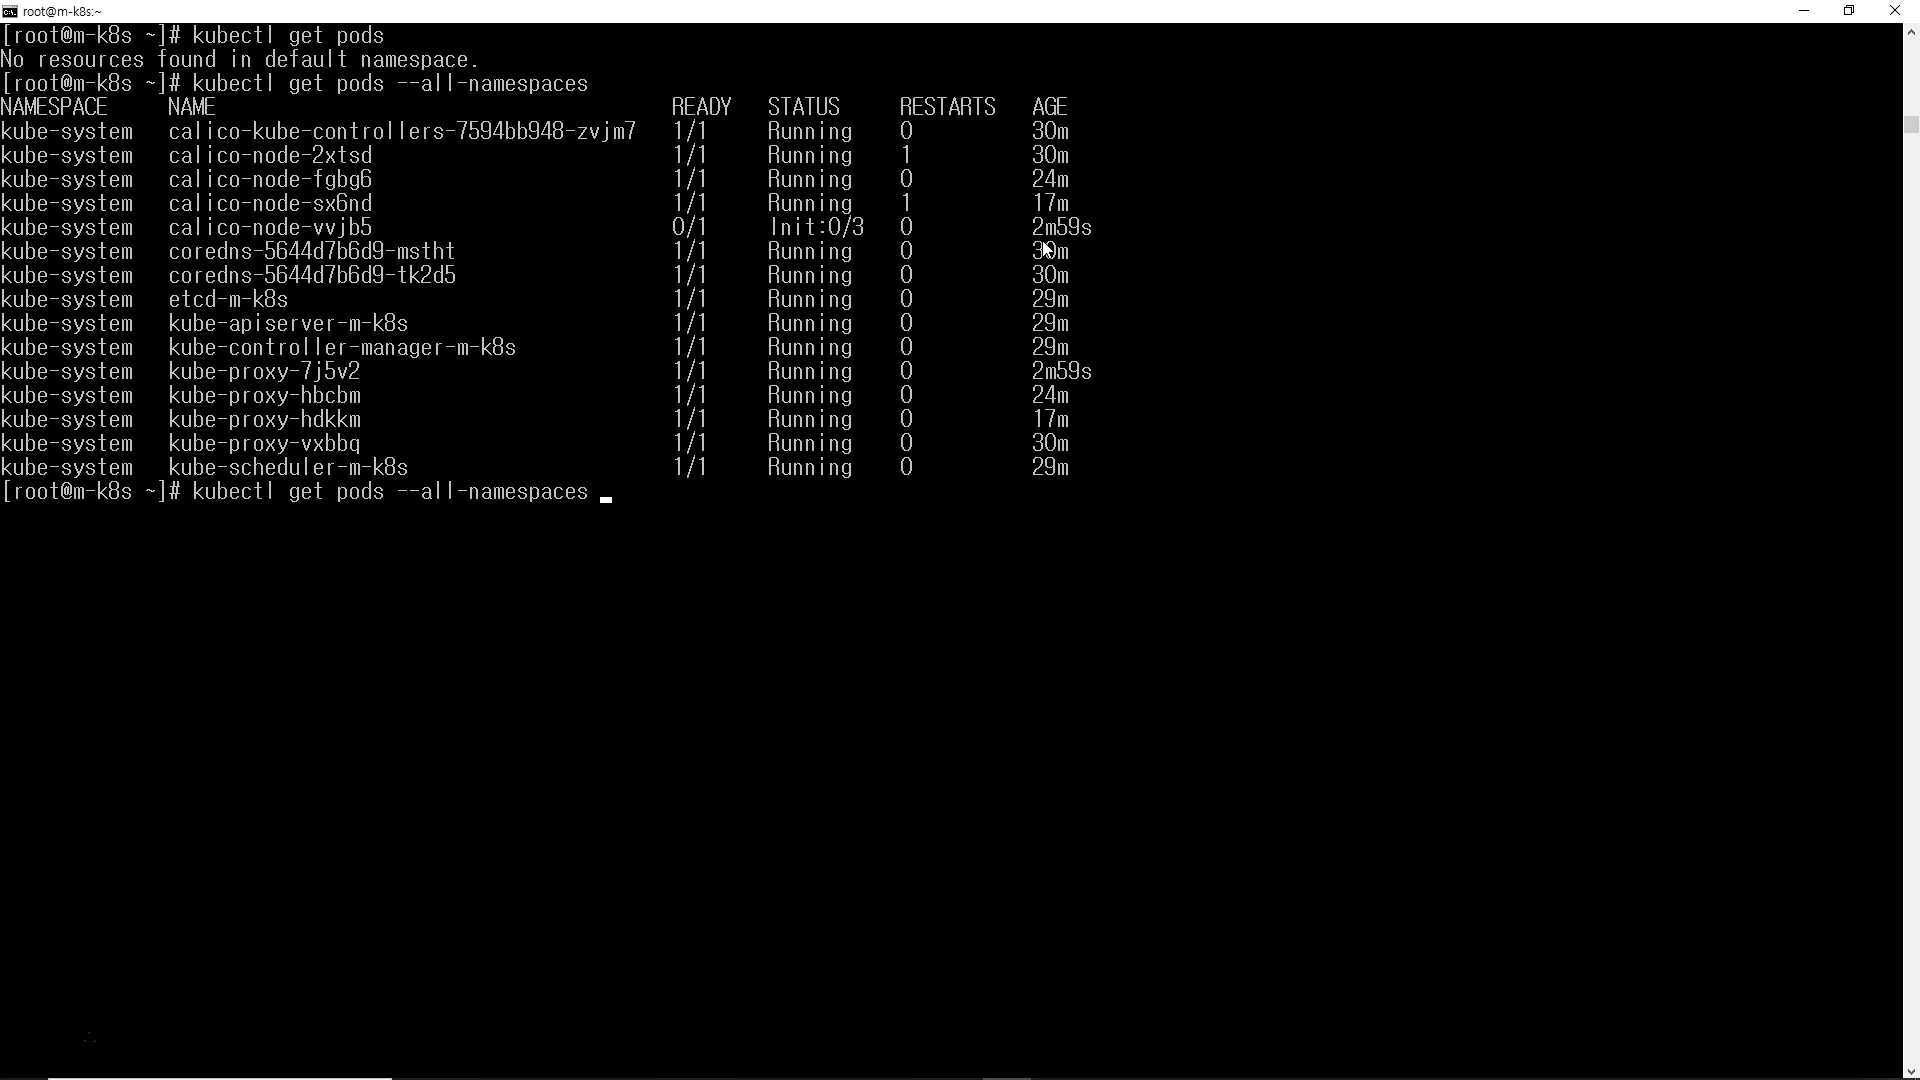 root@m-k8s:~
[root@m-k8s ~]# kubectl get pods
No resources found in default namespace.
[root@m-k8s ~]# kubectl get pods --all-namespaces
NAMESPACE NAME READY STATUS RESTARTS AGE
kube-system calico-kube-controllers-7594bb948-zvjm7 1/1 Running 0 30m
kube-system calico-node-2xtsd 1/1 Running 1 30m
kube-system calico-node-fgbg6 1/1 Running 0 24m
kube-system calico-node-sx6nd 1/1 Running 1 17m
kube-system calico-node-vvjb5 0/1 Init:0/3 0 2m59s
kube-system coredns-5644d7b6d9-mstht 1/1 Running 0 30m
kube-system coredns-5644d7b6d9-tk2d5 1/1 Running 0 30m
kube-system etcd-m-k8s 1/1 Running 0 29m
kube-system kube-apiserver-m-k8s 1/1 Running 0 29m
kube-system kube-controller-manager-m-k8s 1/1 Running 0 29m
kube-system kube-proxy-7j5v2 1/1 Running 0 2m59s
kube-system kube-proxy-hbcbm 1/1 Running 0 24m
kube-system kube-proxy-hdkkm 1/1 Running 0 17m
kube-system kube-proxy-vxbbq 1/1 Running 0 30m
kube-system kube-scheduler-m-k8s 1/1 Running 0 29m
[root@m-k8s ~]# kubectl get pods --all-namespaces